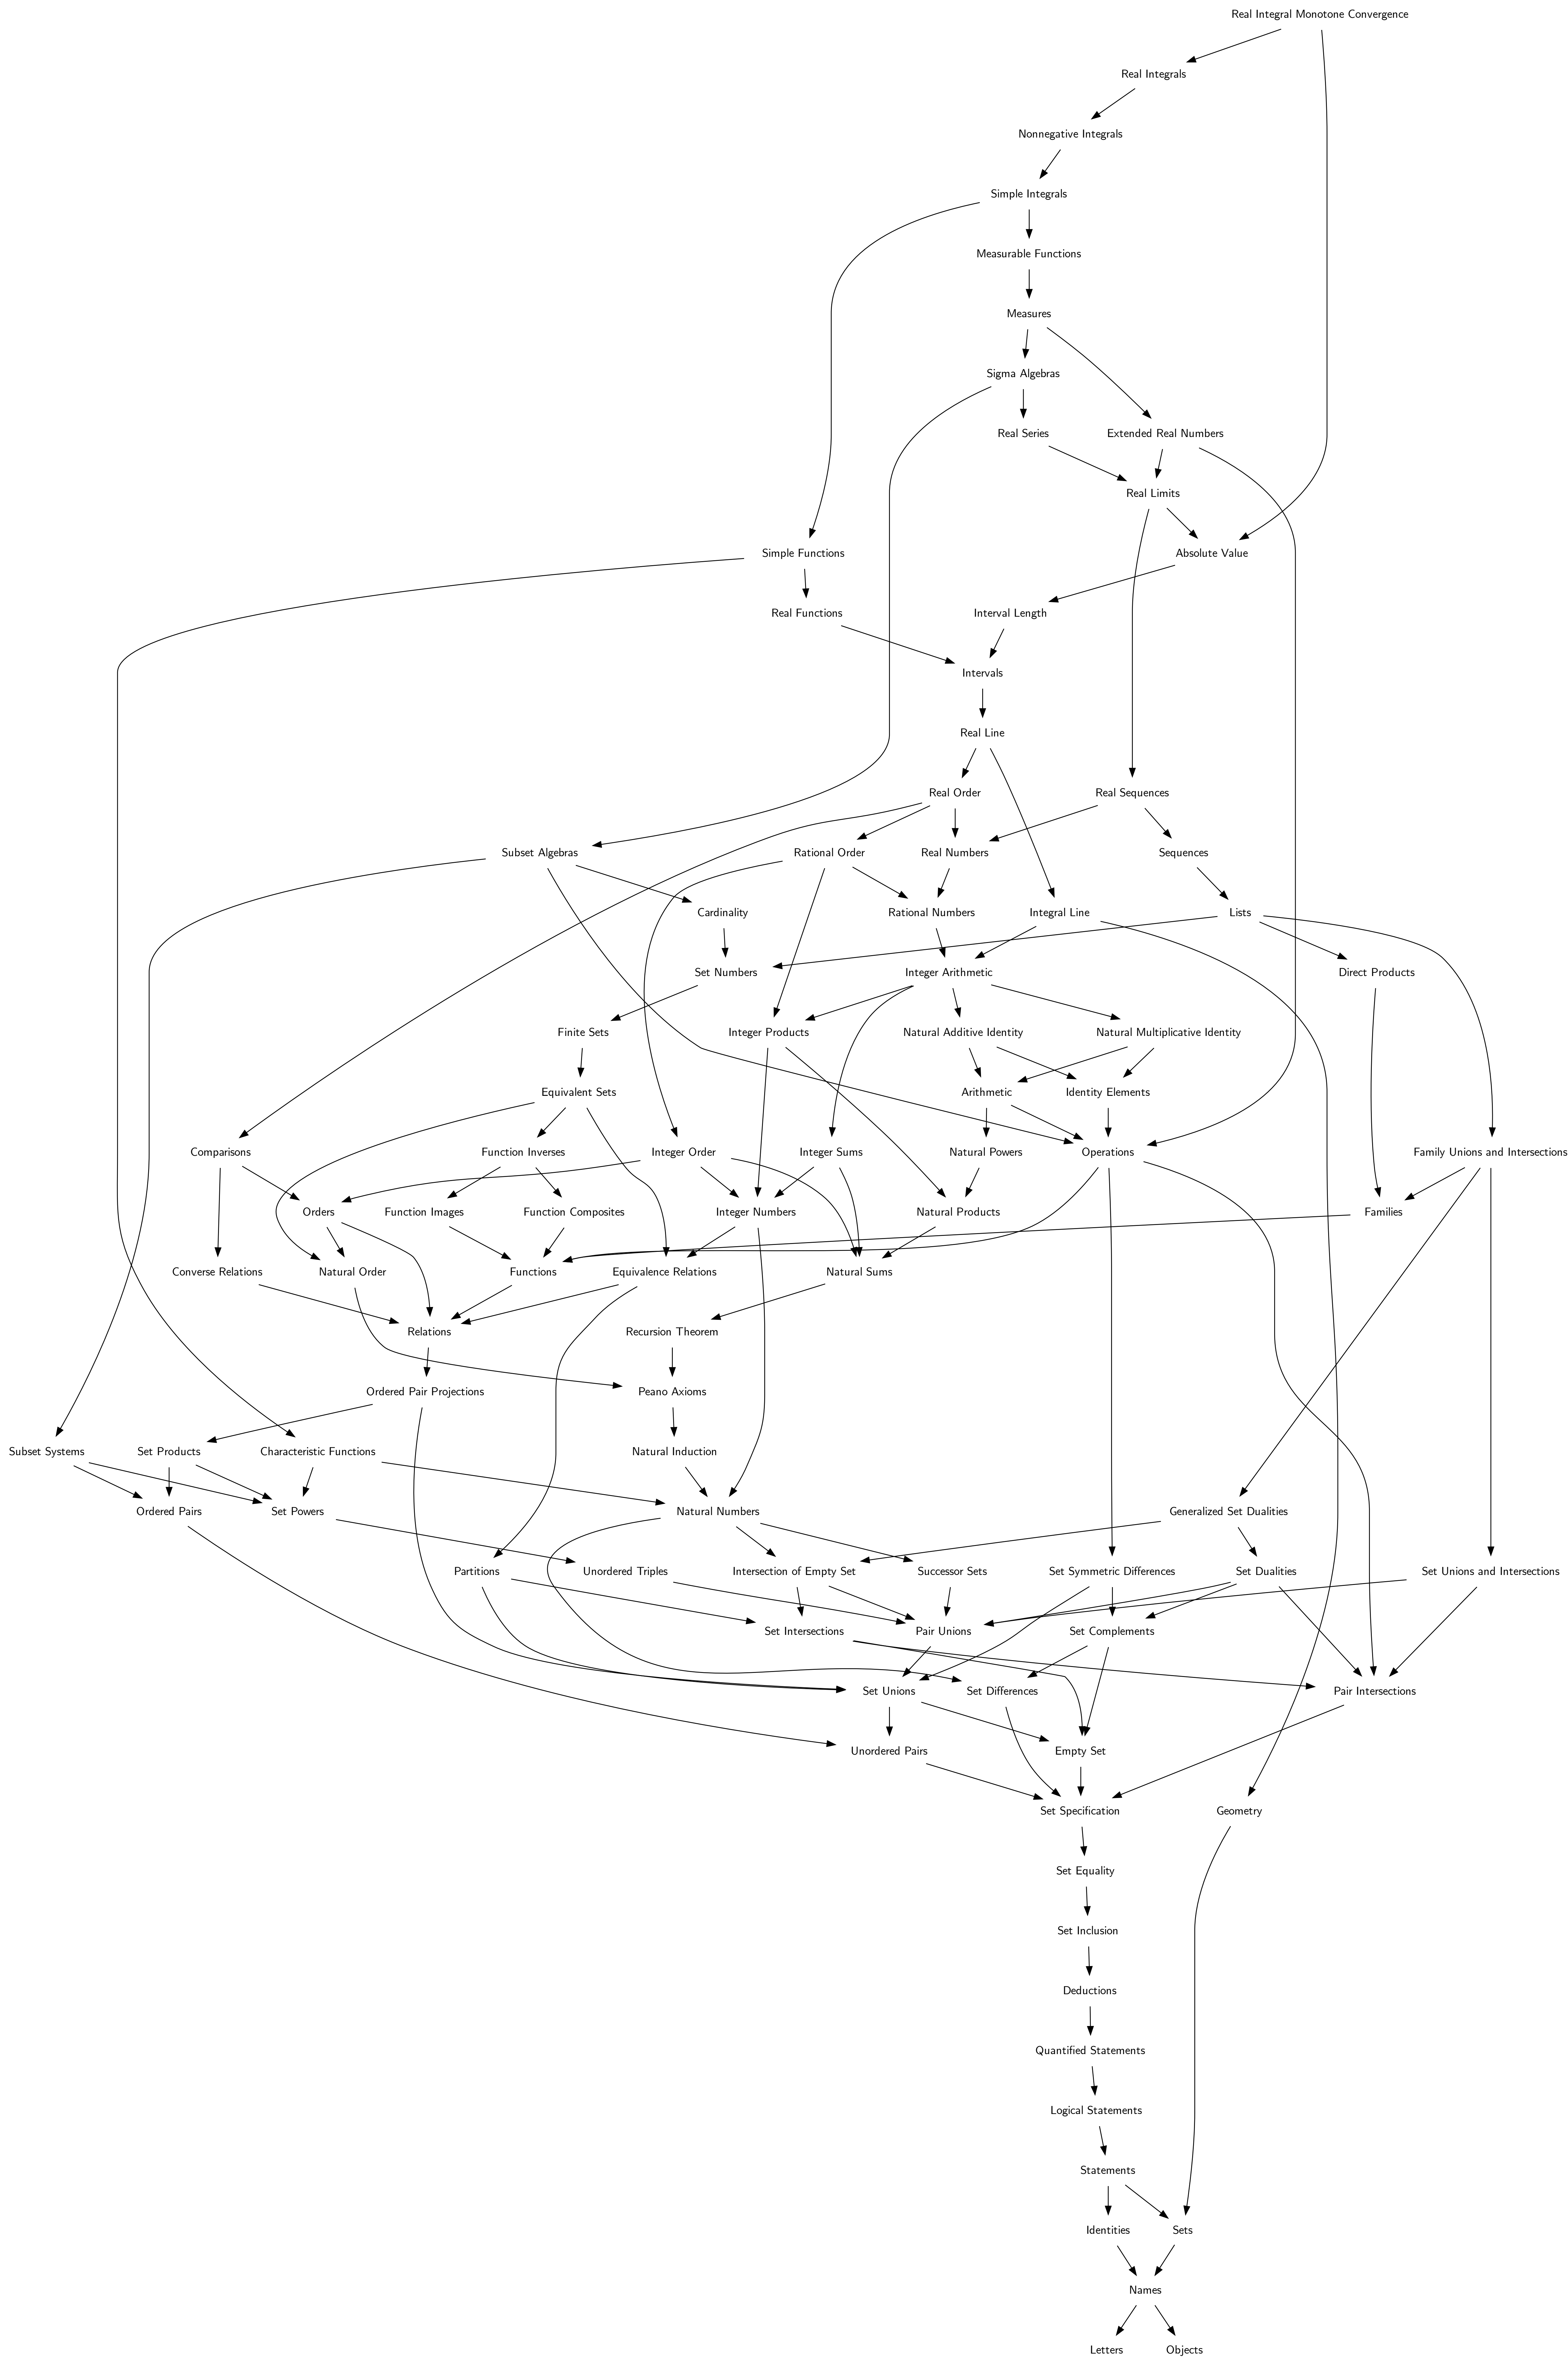 Real Integral Monotone Convergence
Real Integrals
Nonnegative Integrals
Simple Integrals
Measurable Functions
Measures
Sigma Algebras
Real Series
Extended Real Numbers
Real Limits
Simple Functions
Absolute Value
Real Functions
Interval Length
Intervals
Real Line
Real Order
Real Sequences
Subset Algebras
Rational Order
Real Numbers
Sequences
Cardinality
Rational Numbers
Integral Line
Lists
Set Numbers
Integer Arithmetic
Direct Products
Finite Sets
Integer Products
Natural Additive Identity
Natural Multiplicative Identity
Equivalent Sets
Arithmetic
Identity Elements
Comparisons
Function Inverses
Integer Order
Integer Sums
Natural Powers
Operations
Family Unions and Intersections
Orders
Function Images
Function Composites
Integer Numbers
Natural Products
Families
Converse Relations
Natural Order
Functions
Equivalence Relations
Natural Sums
Relations
Recursion Theorem
Ordered Pair Projections
Peano Axioms
Subset Systems
Set Products
Characteristic Functions
Natural Induction
Ordered Pairs
Set Powers
Natural Numbers
Generalized Set Dualities
Partitions
Unordered Triples
Intersection of Empty Set
Successor Sets
Set Symmetric Differences
Set Dualities
Set Unions and Intersections
Set Intersections
Pair Unions
Set Complements
Set Unions
Set Differences
Pair Intersections
Unordered Pairs
Empty Set
Set Specification
Geometry
Set Equality
Set Inclusion
Deductions
Quantified Statements
Logical Statements
Statements
Identities
Sets
Names
Letters
Objects